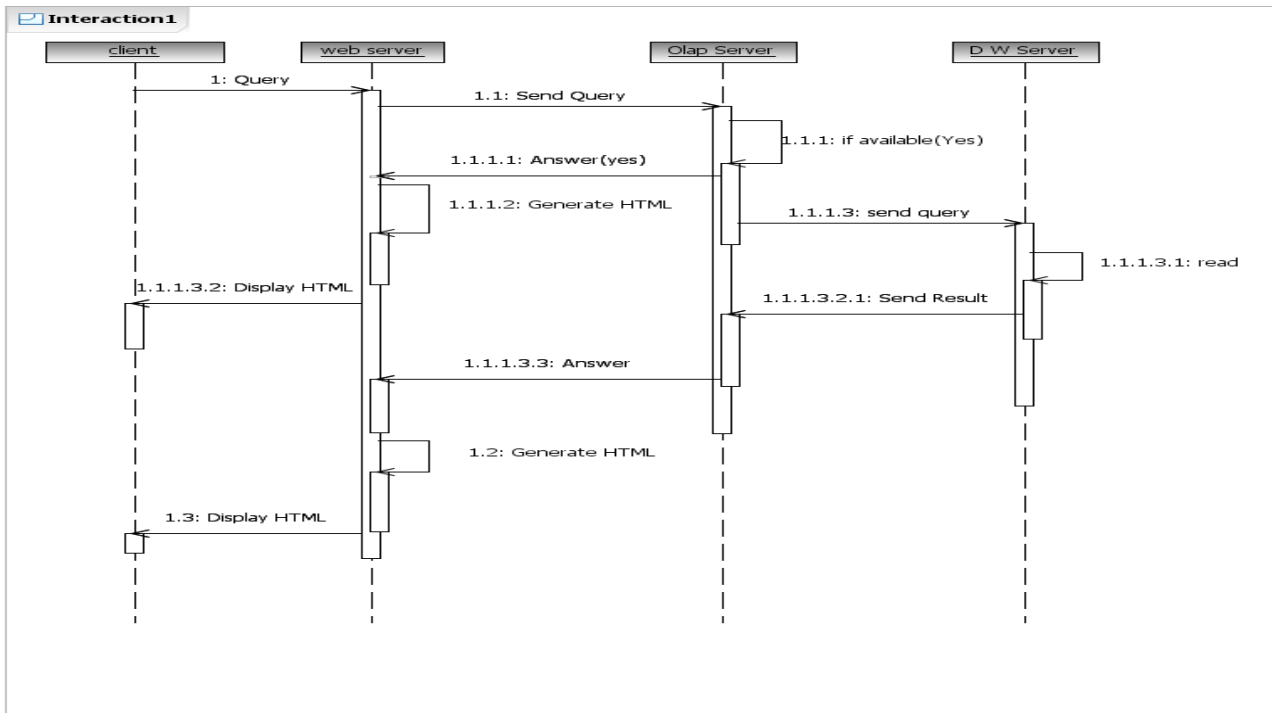 Interaction1
client
web server
Olap Server
D W Server
1: Query
1.1: Send Query
1.1.1: if available(Yes)
1.1.1.1: Answer(yes)
1.1.1.2: Generate HTML
1.1.1.3: send query
1.1.1.3.1: read
1.1.1.3.2: Display HTML
1.1.1.3.2.1: Send Result
1.1.1.3.3: Answer
1.2: Generate HTML
1.3: Display HTML